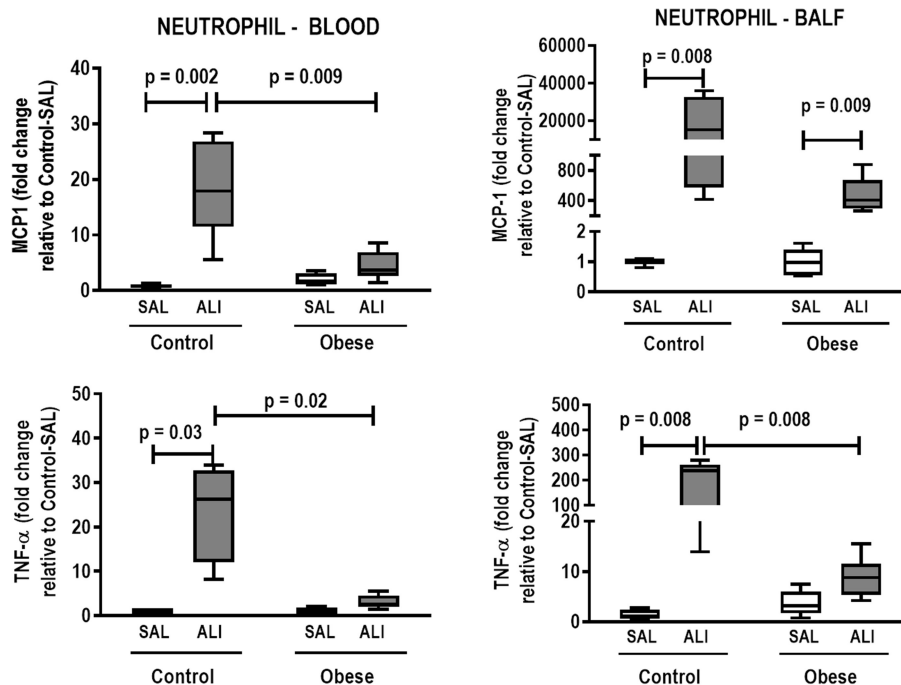 NEUTROPHIL - BLOOD
MCP1 (fold change
relative to Control-SAL)
40
30
20
10
0
p = 0.002
p = 0.009
SAL ALI SAL ALI
Control Obese
NEUTROPHIL - BALF
MCP-1 (fold change
relative to Control-SAL)
60000
40000
20000
800
400
2
1
0
p = 0.008
p = 0.009
SAL ALI SAL ALI
Control Obese
TNF-α (fold change
relative to Control-SAL)
50
40
30
20
10
0
p = 0.03
p = 0.02
SAL ALI SAL ALI
Control Obese
TNF-α (fold change
relative to Control-SAL)
500
400
300
200
100
20
10
0
p = 0.008
p = 0.008
SAL ALI SAL ALI
Control Obese